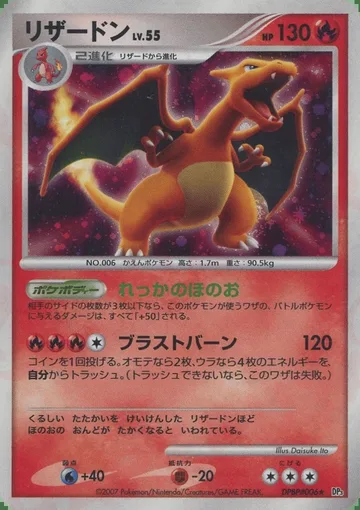 リザードン LV.55 HP 130
2進化 リザードから進化
NO.006 かえんポケモン 高さ:1.7m 重さ:90.5kg
ポケボディー れっかのほのお
相手のサイドの枚数が3枚以下なら、このポケモンが使うワザの、バトルポケモン
に与えるダメージは、すべて「+50」される。
ブラストバーン 120
コインを1回投げる。オモテなら2枚、ウラなら4枚のエネルギーを、
自分からトラッシュ。(トラッシュできないなら、このワザは失敗。)
くるしい たたかいを けいけんした リザードンほど
ほのおの おんどが たかくなると いわれている。
Illus. Daisuke Ito
弱点 抵抗力 にげる
+40 -20
©2007 Pokémon/Nintendo/Creatures/GAME FREAK. DPBP#006 DP3